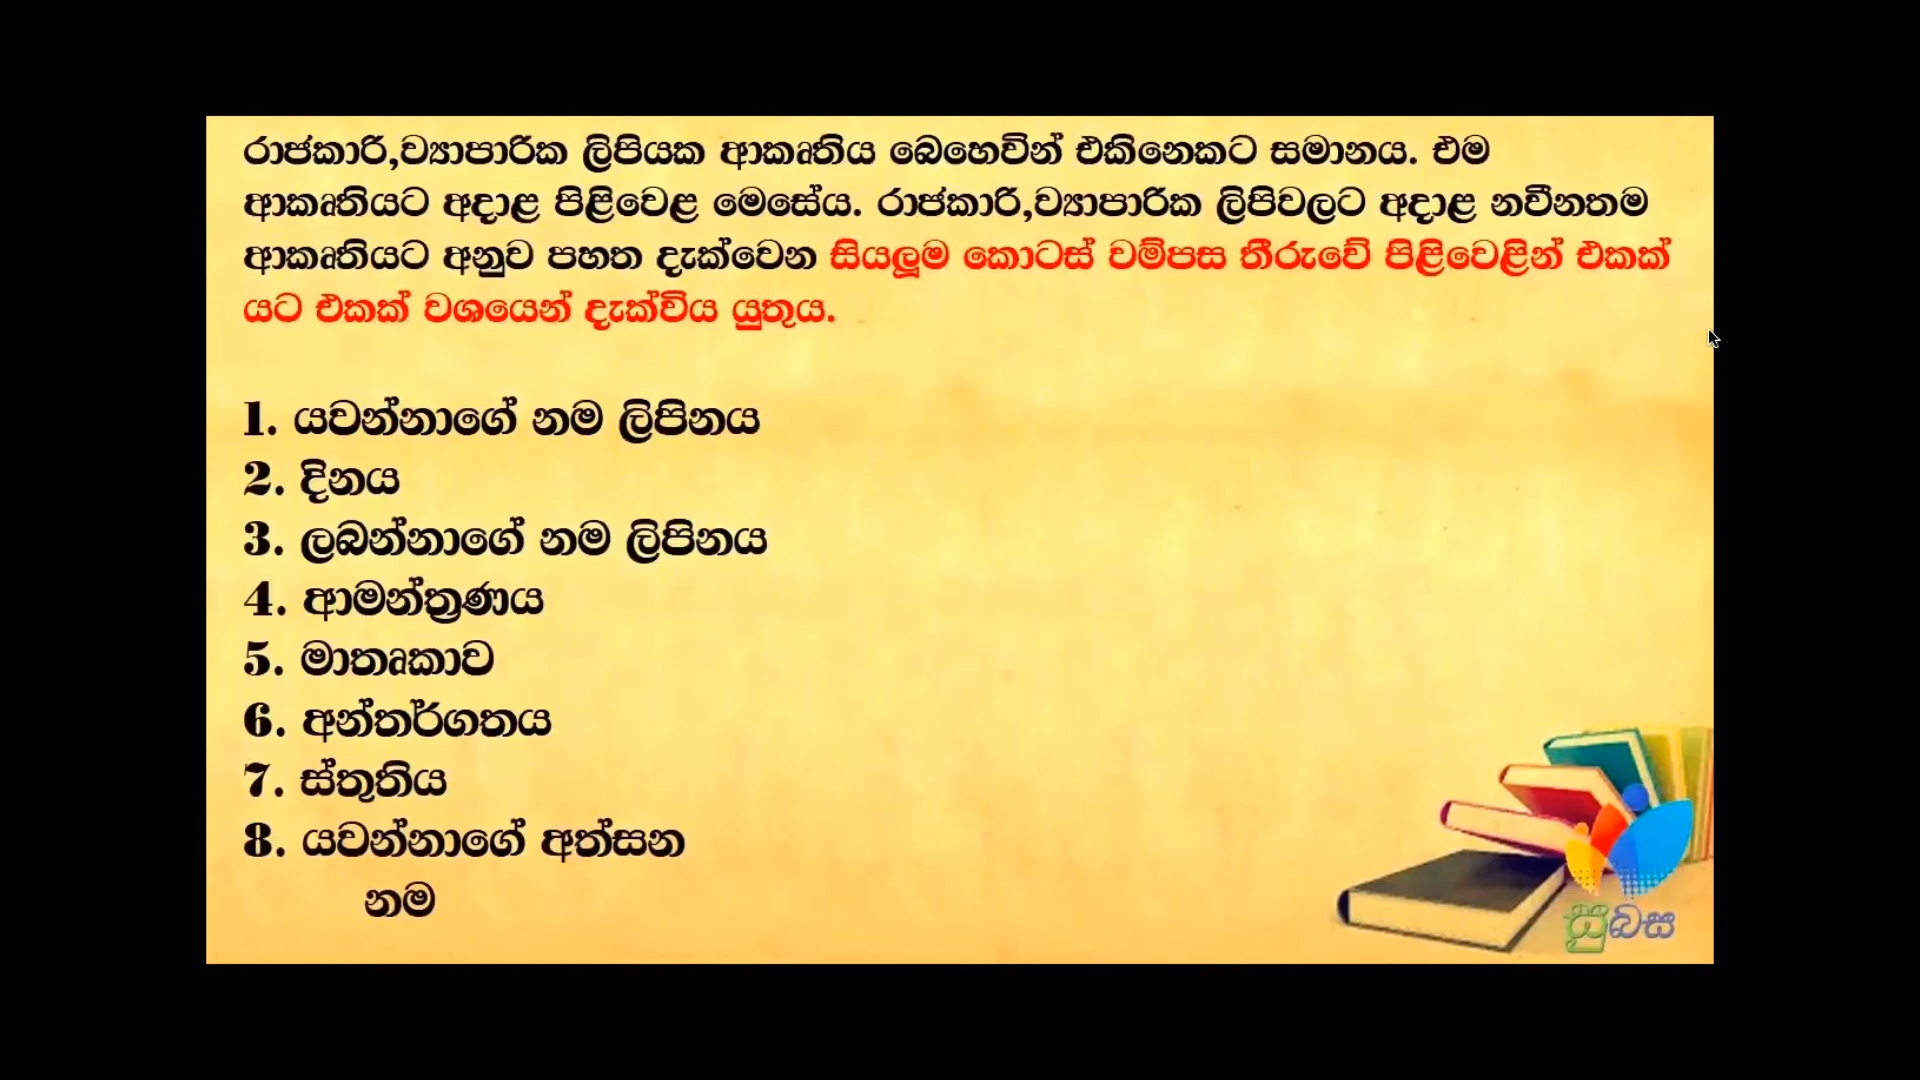 රාජකාරී,ව්‍යාපාරික ලිපියක ආකෘතිය බෙහෙවින් එකිනෙකට සමානය. එම
ආකෘතියට අදාළ පිළිවෙළ මෙසේය. රාජකාරී,ව්‍යාපාරික ලිපිවලට අදාළ නවීනතම
ආකෘතියට අනුව පහත දැක්වෙන සියලූම කොටස් වම්පස තීරුවේ පිළිවෙළින් එකක්
යට එකක් වශයෙන් දැක්විය යුතුය.
1. යවන්නාගේ නම ලිපිනය
2. දිනය
3. ලබන්නාගේ නම ලිපිනය
4. ආමන්ත්‍රණය
5. මාතෘකාව
6. අන්තර්ගතය
7. ස්තුතිය
8. යවන්නාගේ අත්සන
නම
සුබස